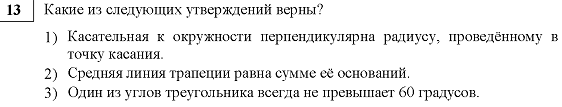 13 Какие из следующих утверждений верны?
1) Касательная к окружности перпендикулярна радиусу, проведённому в
точку касания.
2) Средняя линия трапеции равна сумме её оснований.
3) Один из углов треугольника всегда не превышает 60 градусов.